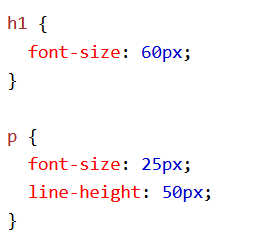 h1 {
  font-size: 60px;
}

p {
  font-size: 25px;
  line-height: 50px;
}